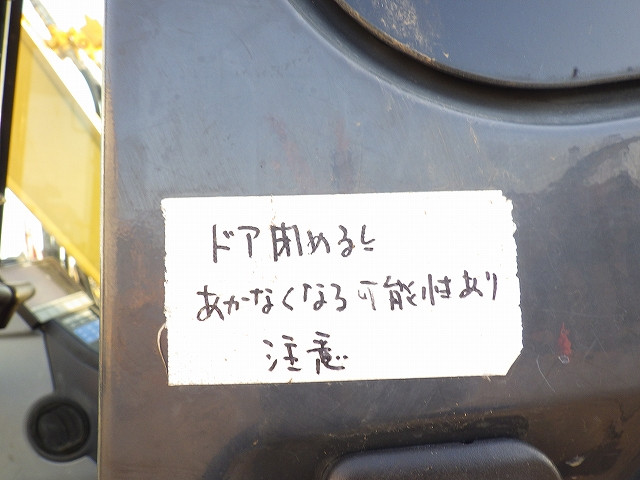 ドア閉めると
あかなくなる可能性あり
注意